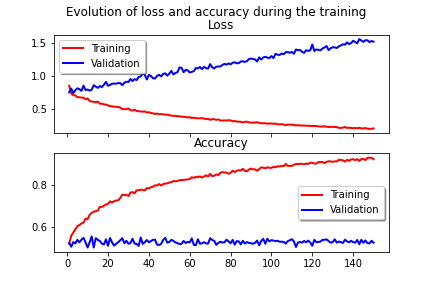 Evolution of loss and accuracy during the training
Loss
1.5
1.0
0.5
Training
Validation
Accuracy
0.8
0.6
Training
Validation
0 20 40 60 80 100 120 140